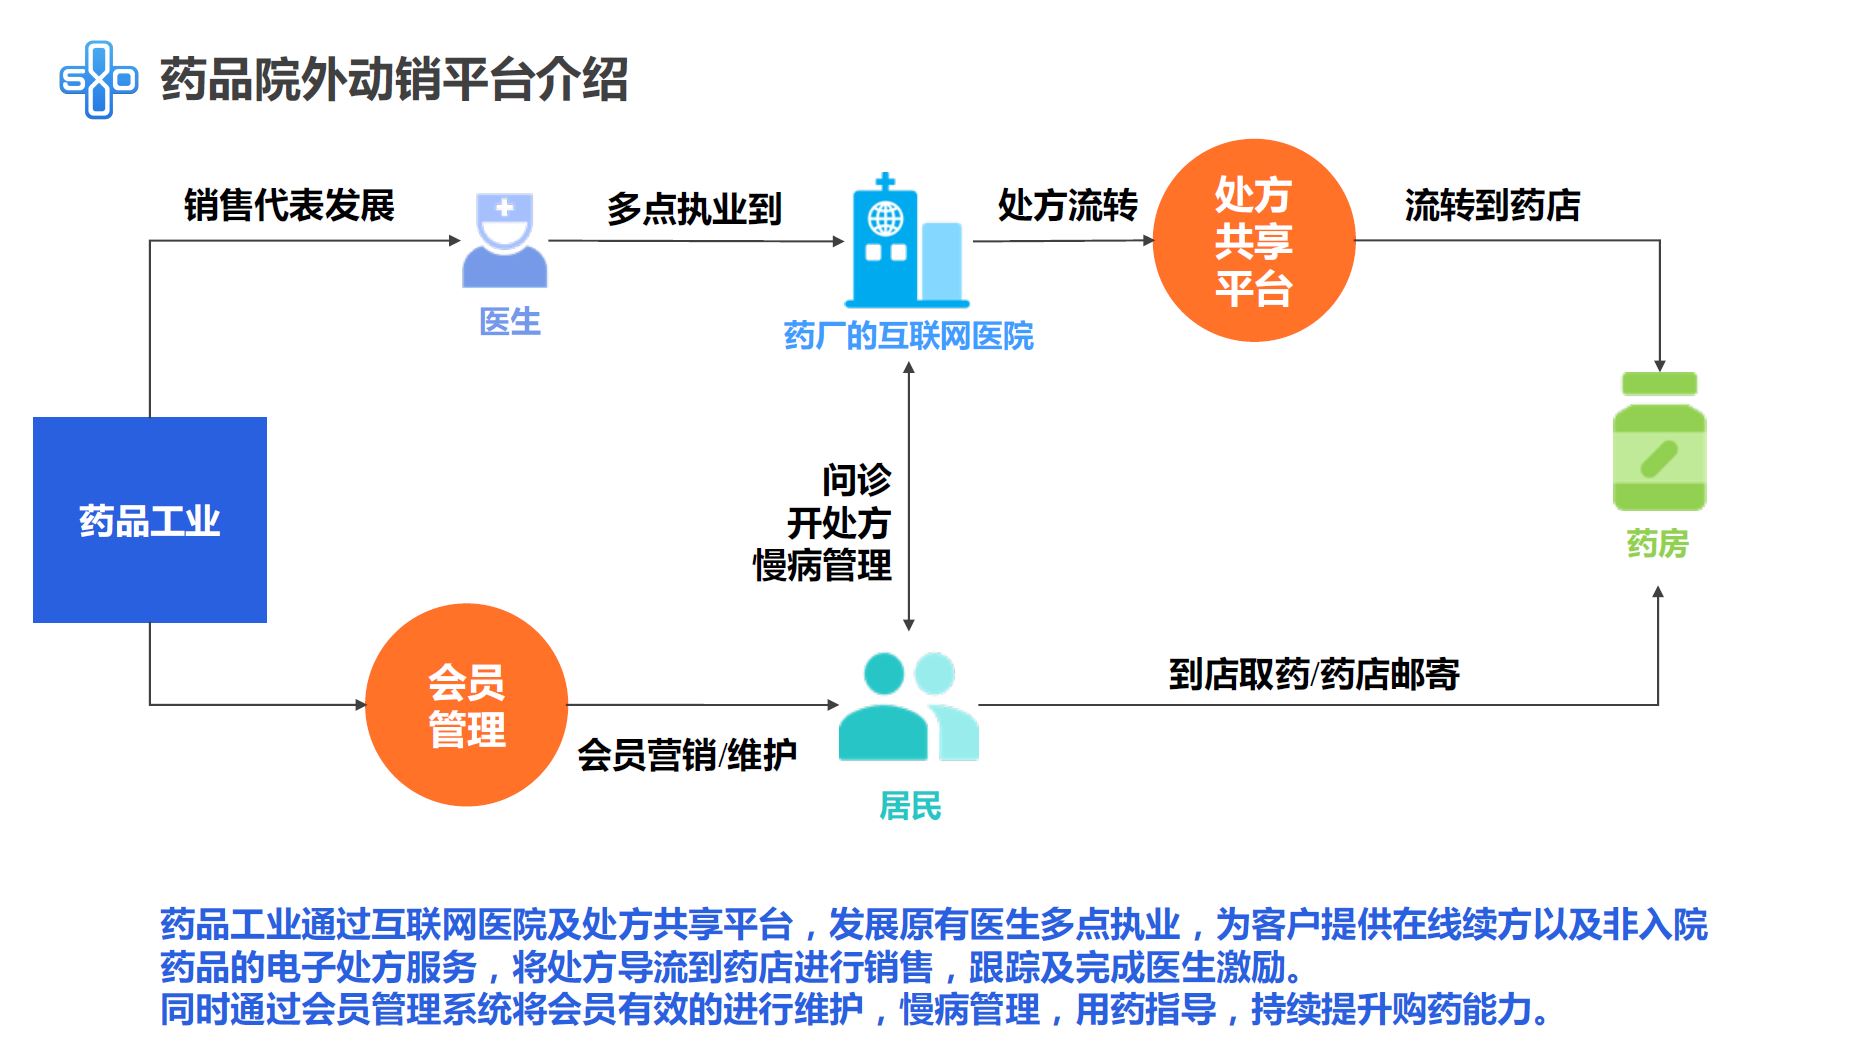 SXO
药品院外动销平台介绍
销售代表发展
多点执业到
处方流转
处方
共享
平台
流转到药店
医生
药厂的互联网医院
药品工业
问诊
开处方
慢病管理
药房
会员
管理
会员营销/维护
到店取药/药店邮寄
居民
药品工业通过互联网医院及处方共享平台，发展原有医生多点执业，为客户提供在线续方以及非入院
药品的电子处方服务，将处方导流到药店进行销售，跟踪及完成医生激励。
同时通过会员管理系统将会员有效的进行维护，慢病管理，用药指导，持续提升购药能力。